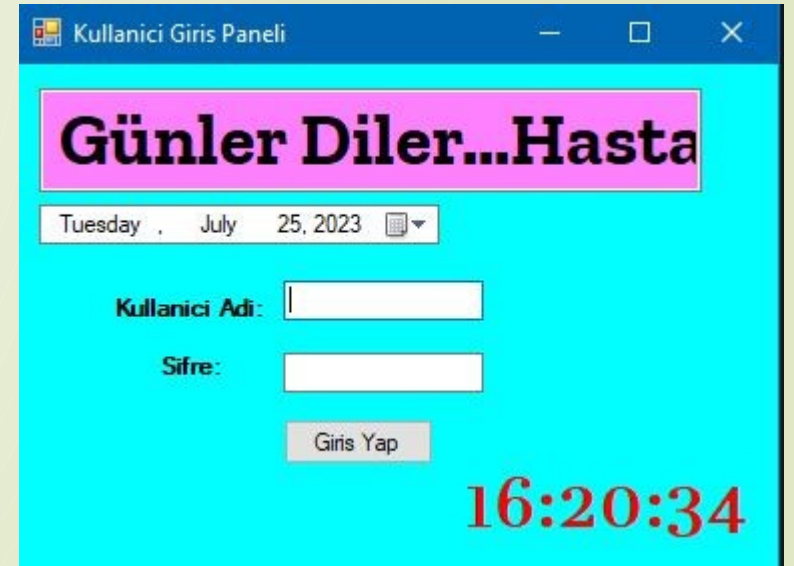 Kullanici Giris Paneli
Günler Diler...Hasta
Tuesday , July 25, 2023
Kullanici Adi:
Sifre:
Giris Yap
16:20:34